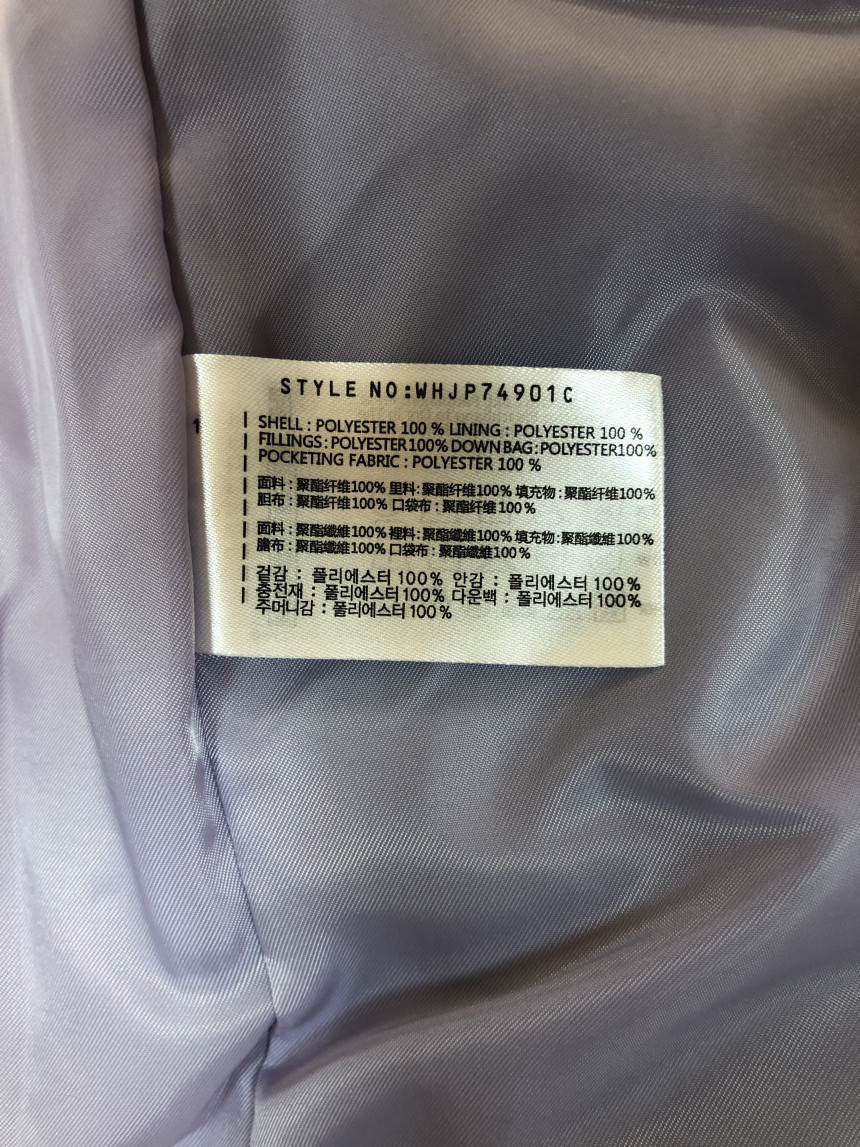 STYLE NO:WHJP74901C
1
SHELL : POLYESTER 100 % LINING : POLYESTER 100 %
FILLINGS : POLYESTER100% DOWN BAG : POLYESTER100%
POCKETING FABRIC : POLYESTER 100 %
面料 : 聚酯纤维100% 里料 : 聚酯纤维100% 填充物 : 聚酯纤维100%
胆布 : 聚酯纤维100% 口袋布 : 聚酯纤维100%
面料 : 聚酯纖維100% 裡料 : 聚酯纖維100% 填充物 : 聚酯纖維100%
膽布 : 聚酯纖維100% 口袋布 : 聚酯纖維100%
겉감 : 폴리에스터 100% 안감 : 폴리에스터 100%
충전재 : 폴리에스터 100% 다운백 : 폴리에스터 100%
주머니감 : 폴리에스터 100%